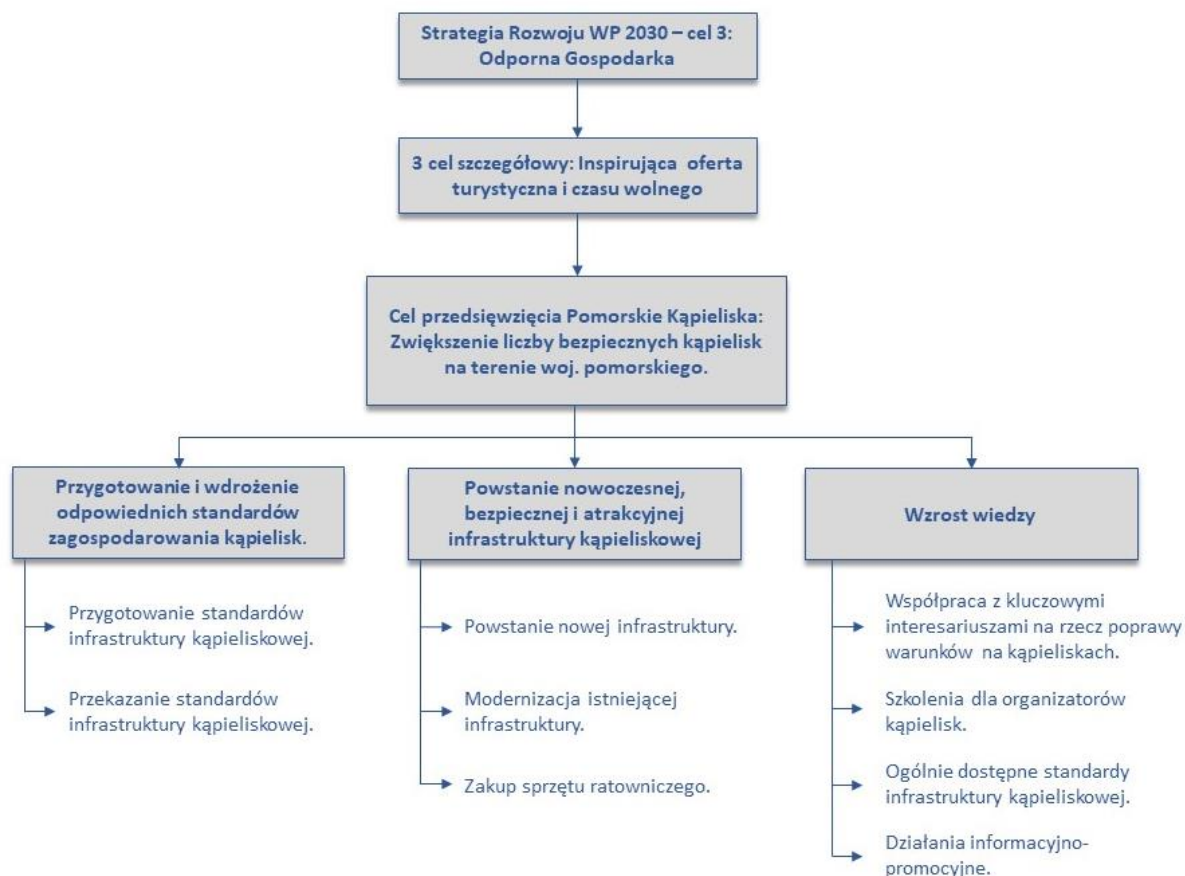 Strategia Rozwoju WP 2030 – cel 3:
Odporna Gospodarka
3 cel szczegółowy: Inspirująca oferta
turystyczna i czasu wolnego
Cel przedsięwzięcia Pomorskie Kąpieliska:
Zwiększenie liczby bezpiecznych kąpielisk
na terenie woj. pomorskiego.
Przygotowanie i wdrożenie
odpowiednich standardów
zagospodarowania kąpielisk.
Przygotowanie standardów
infrastruktury kąpieliskowej.
Przekazanie standardów
infrastruktury kąpieliskowej.
Powstanie nowoczesnej,
bezpiecznej i atrakcyjnej
infrastruktury kąpieliskowej
Powstanie nowej infrastruktury.
Modernizacja istniejącej
infrastruktury.
Zakup sprzętu ratowniczego.
Wzrost wiedzy
Współpraca z kluczowymi
interesariuszami na rzecz poprawy
warunków na kąpieliskach.
Szkolenia dla organizatorów
kąpielisk.
Ogólnie dostępne standardy
infrastruktury kąpieliskowej.
Działania informacyjno-
promocyjne.